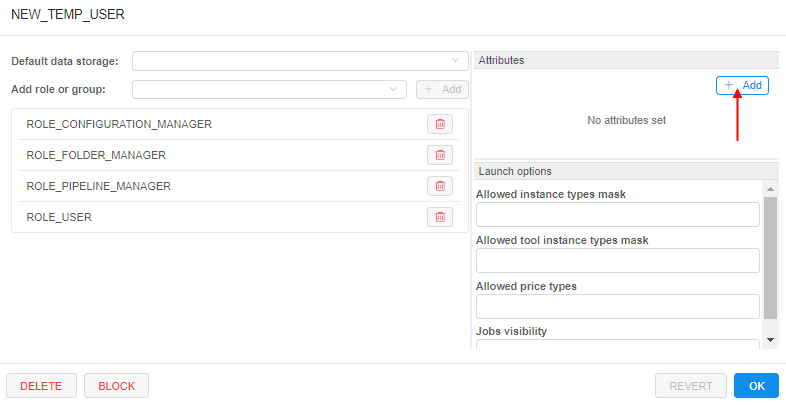 NEW_TEMP_USER
Default data storage:
Add role or group:
+ Add
ROLE_CONFIGURATION_MANAGER
ROLE_FOLDER_MANAGER
ROLE_PIPELINE_MANAGER
ROLE_USER
Attributes
+ Add
No attributes set
Launch options
Allowed instance types mask
Allowed tool instance types mask
Allowed price types
Jobs visibility
DELETE
BLOCK
REVERT
OK